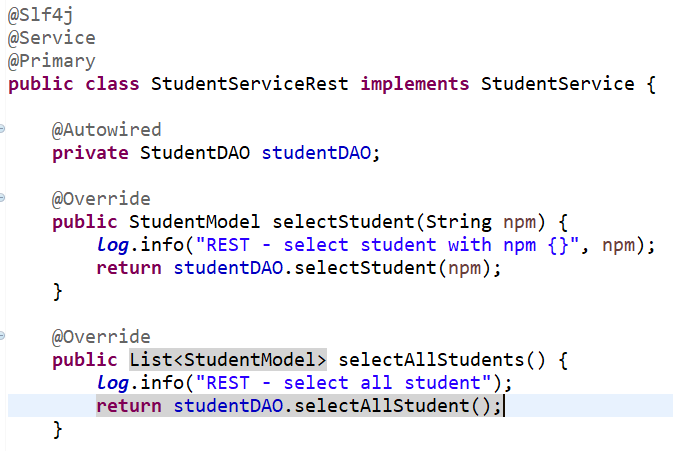 @Slf4j
@Service
@Primary
public class StudentServiceRest implements StudentService {
@Autowired
private StudentDAO studentDAO;
@Override
public StudentModel selectStudent(String npm) {
log.info("REST - select student with npm {}", npm);
return studentDAO.selectStudent(npm);
}
@Override
public List<StudentModel> selectAllStudents() {
log.info("REST - select all student");
return studentDAO.selectAllStudent();
}